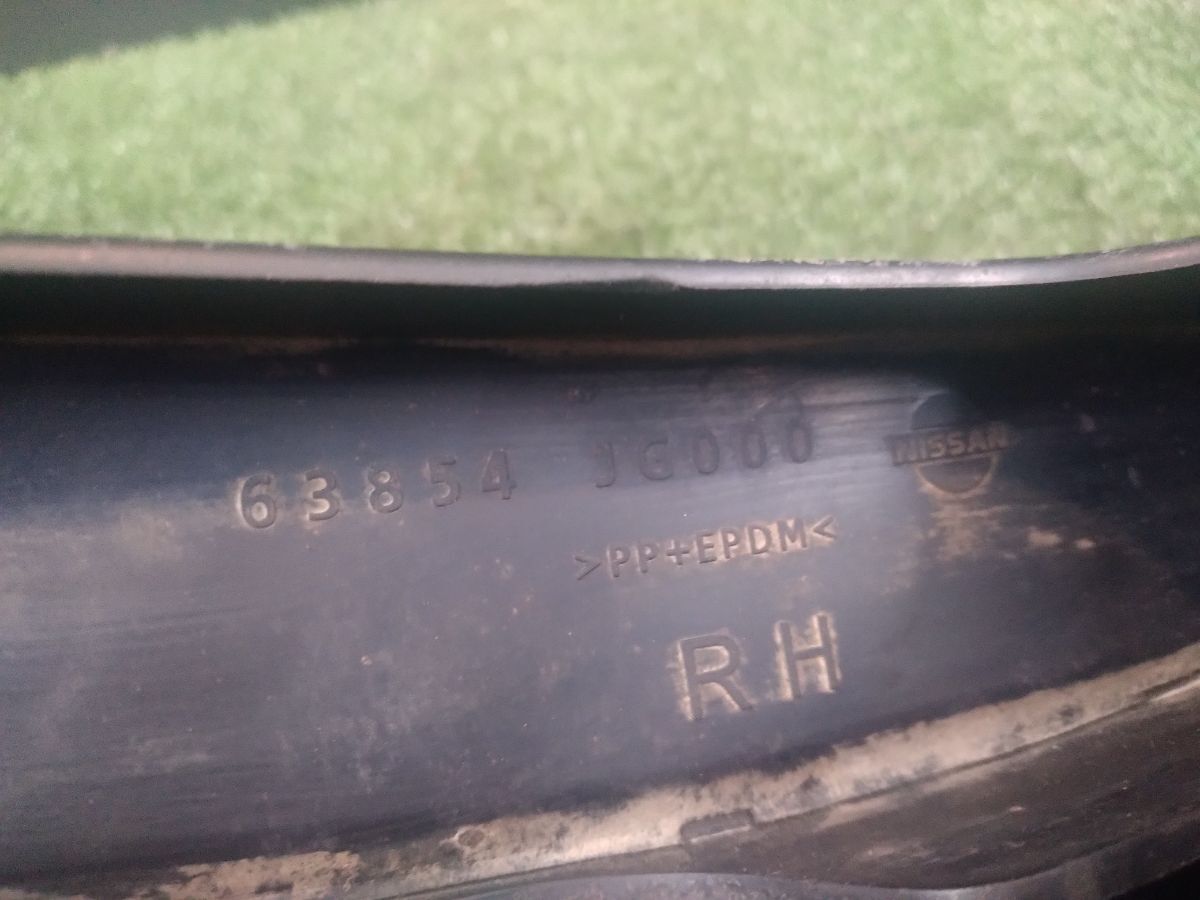 63854 JG000
NISSAN
>PP+EPDM<
RH